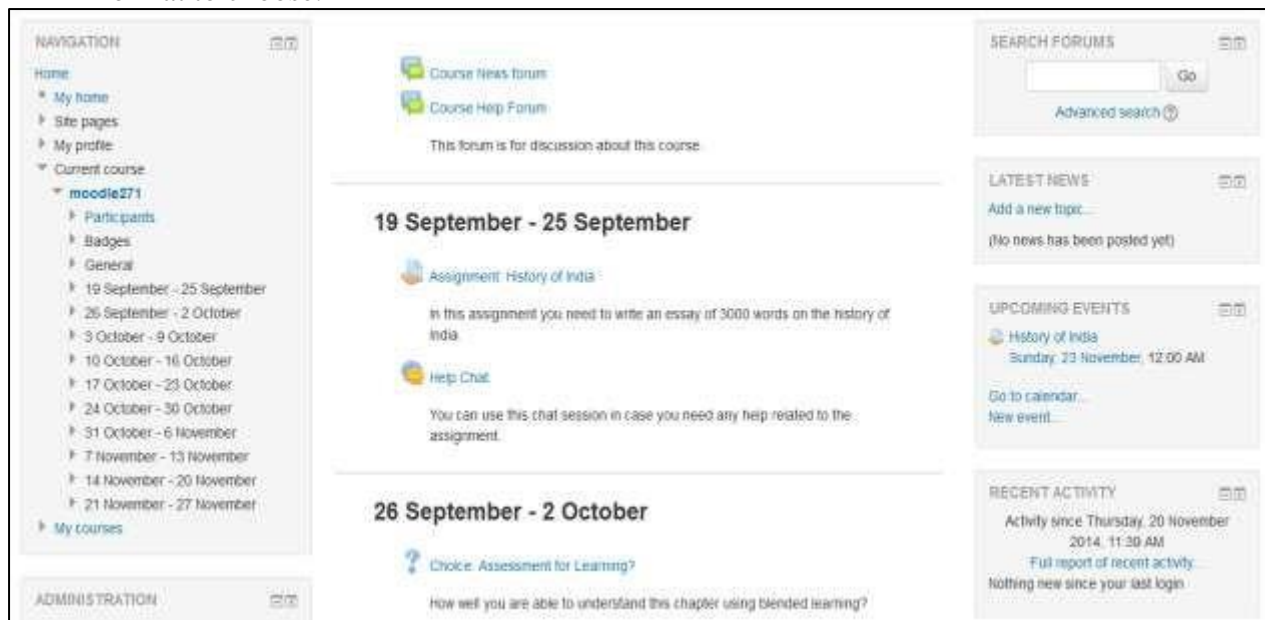 NAVIGATION
Home
My home
Site pages
My profile
Current course
moodle271
Participants
Badges
General
19 September - 25 September
26 September - 2 October
3 October - 9 October
10 October - 16 October
17 October - 23 October
24 October - 30 October
31 October - 6 November
7 November - 13 November
14 November - 20 November
21 November - 27 November
My courses
ADMINISTRATION
Course News forum
Course Help Forum
This forum is for discussion about this course.
19 September - 25 September
Assignment: History of India
In this assignment you need to write an essay of 3000 words on the history of
India
Help Chat
You can use this chat session in case you need any help related to the
assignment.
26 September - 2 October
Choice: Assessment for Learning?
How well you are able to understand this chapter using blended learning?
SEARCH FORUMS
Go
Advanced search
LATEST NEWS
Add a new topic...
(No news has been posted yet)
UPCOMING EVENTS
History of India
Sunday, 23 November, 12:00 AM
Go to calendar...
New event...
RECENT ACTIVITY
Activity since Thursday, 20 November
2014, 11:30 AM
Full report of recent activity...
Nothing new since your last login